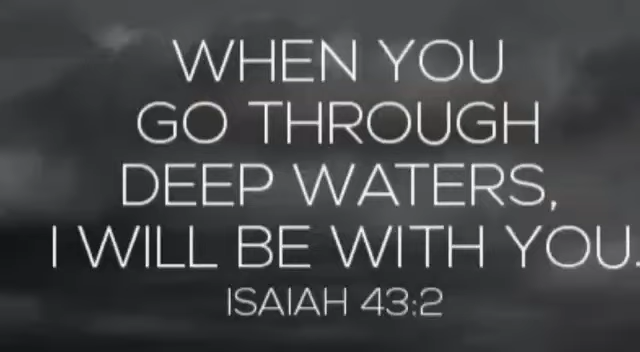 WHEN YOU
GO THROUGH
DEEP WATERS,
I WILL BE WITH YOU.
ISAIAH 43:2